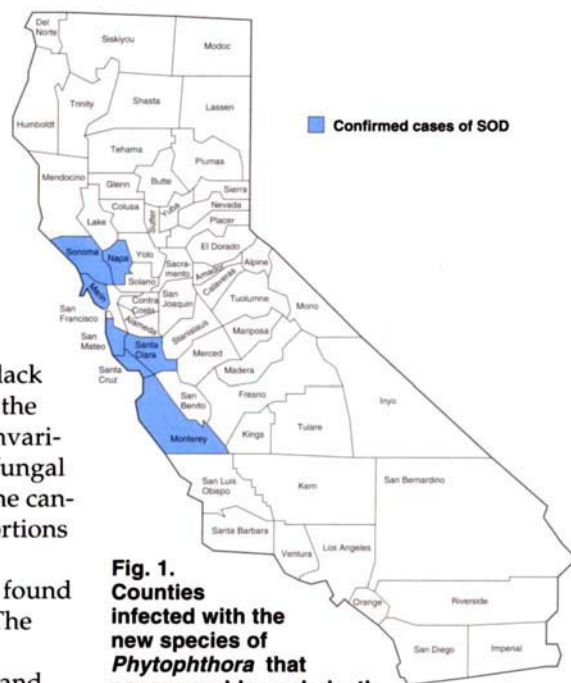 Del
Norte
Siskiyou
Modoc
Humboldt
Trinity
Shasta
Lassen
Confirmed cases of SOD
Tehama
Plumas
Mendocino
Glenn
Butte
Sierra
Colusa
Sutter
Yuba
Nevada
Placer
Lake
El Dorado
Sonoma
Napa
Yolo
Sacra-
mento
Amador
Alpine
Calaveras
Solano
Marin
Contra
Costa
San
Joaquin
Tuolumne
Mono
San
Francisco
Alameda
Stanislaus
Mariposa
San
Mateo
Santa
Clara
Merced
Madera
Santa
Cruz
San
Benito
Fresno
Inyo
Monterey
Kings
Tulare
San Luis
Obispo
Kern
San Bernardino
Santa Barbara
Ventura
Los Angeles
Orange
Riverside
San Diego
Imperial
lack
the
nvari-
fungal
ne can-
ortions
found
The
and
Fig. 1.
Counties
infected with the
new species of
Phytophthora that